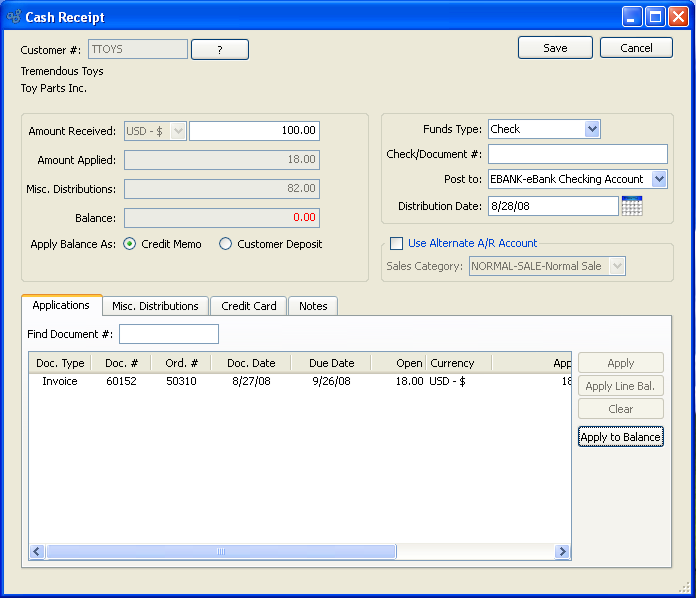 Cash Receipt
Customer #: TTOYS ? Save Cancel
Tremendous Toys
Toy Parts Inc.
Amount Received: USD - $ 100.00
Amount Applied: 18.00
Misc. Distributions: 82.00
Balance: 0.00
Apply Balance As: Credit Memo Customer Deposit
Funds Type: Check
Check/Document #:
Post to: EBANK-eBank Checking Account
Distribution Date: 8/28/08
Use Alternate A/R Account
Sales Category: NORMAL-SALE-Normal Sale
Applications Misc. Distributions Credit Card Notes
Find Document #:
Doc. Type Doc. # Ord. # Doc. Date Due Date Open Currency App
Invoice 60152 50310 8/27/08 9/26/08 18.00 USD - $ 18
Apply
Apply Line Bal.
Clear
Apply to Balance